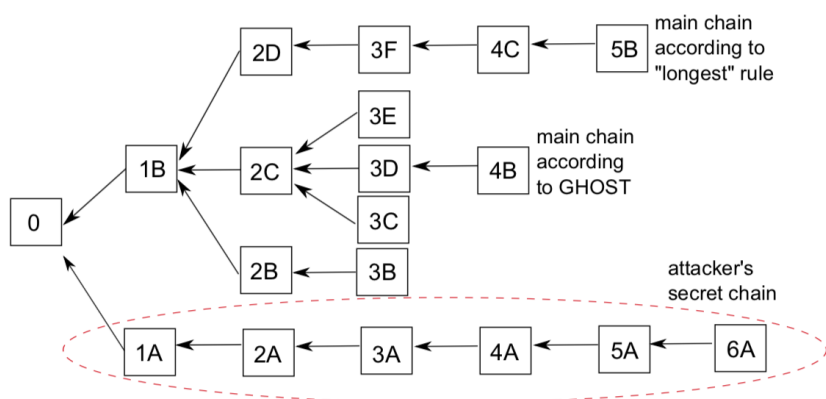 main chain
according to
"longest" rule
2D
3F
4C
5B
3E
main chain
according
to GHOST
1B
2C
3D
4B
0
3C
2B
3B
attacker's
secret chain
1A
2A
3A
4A
5A
6A